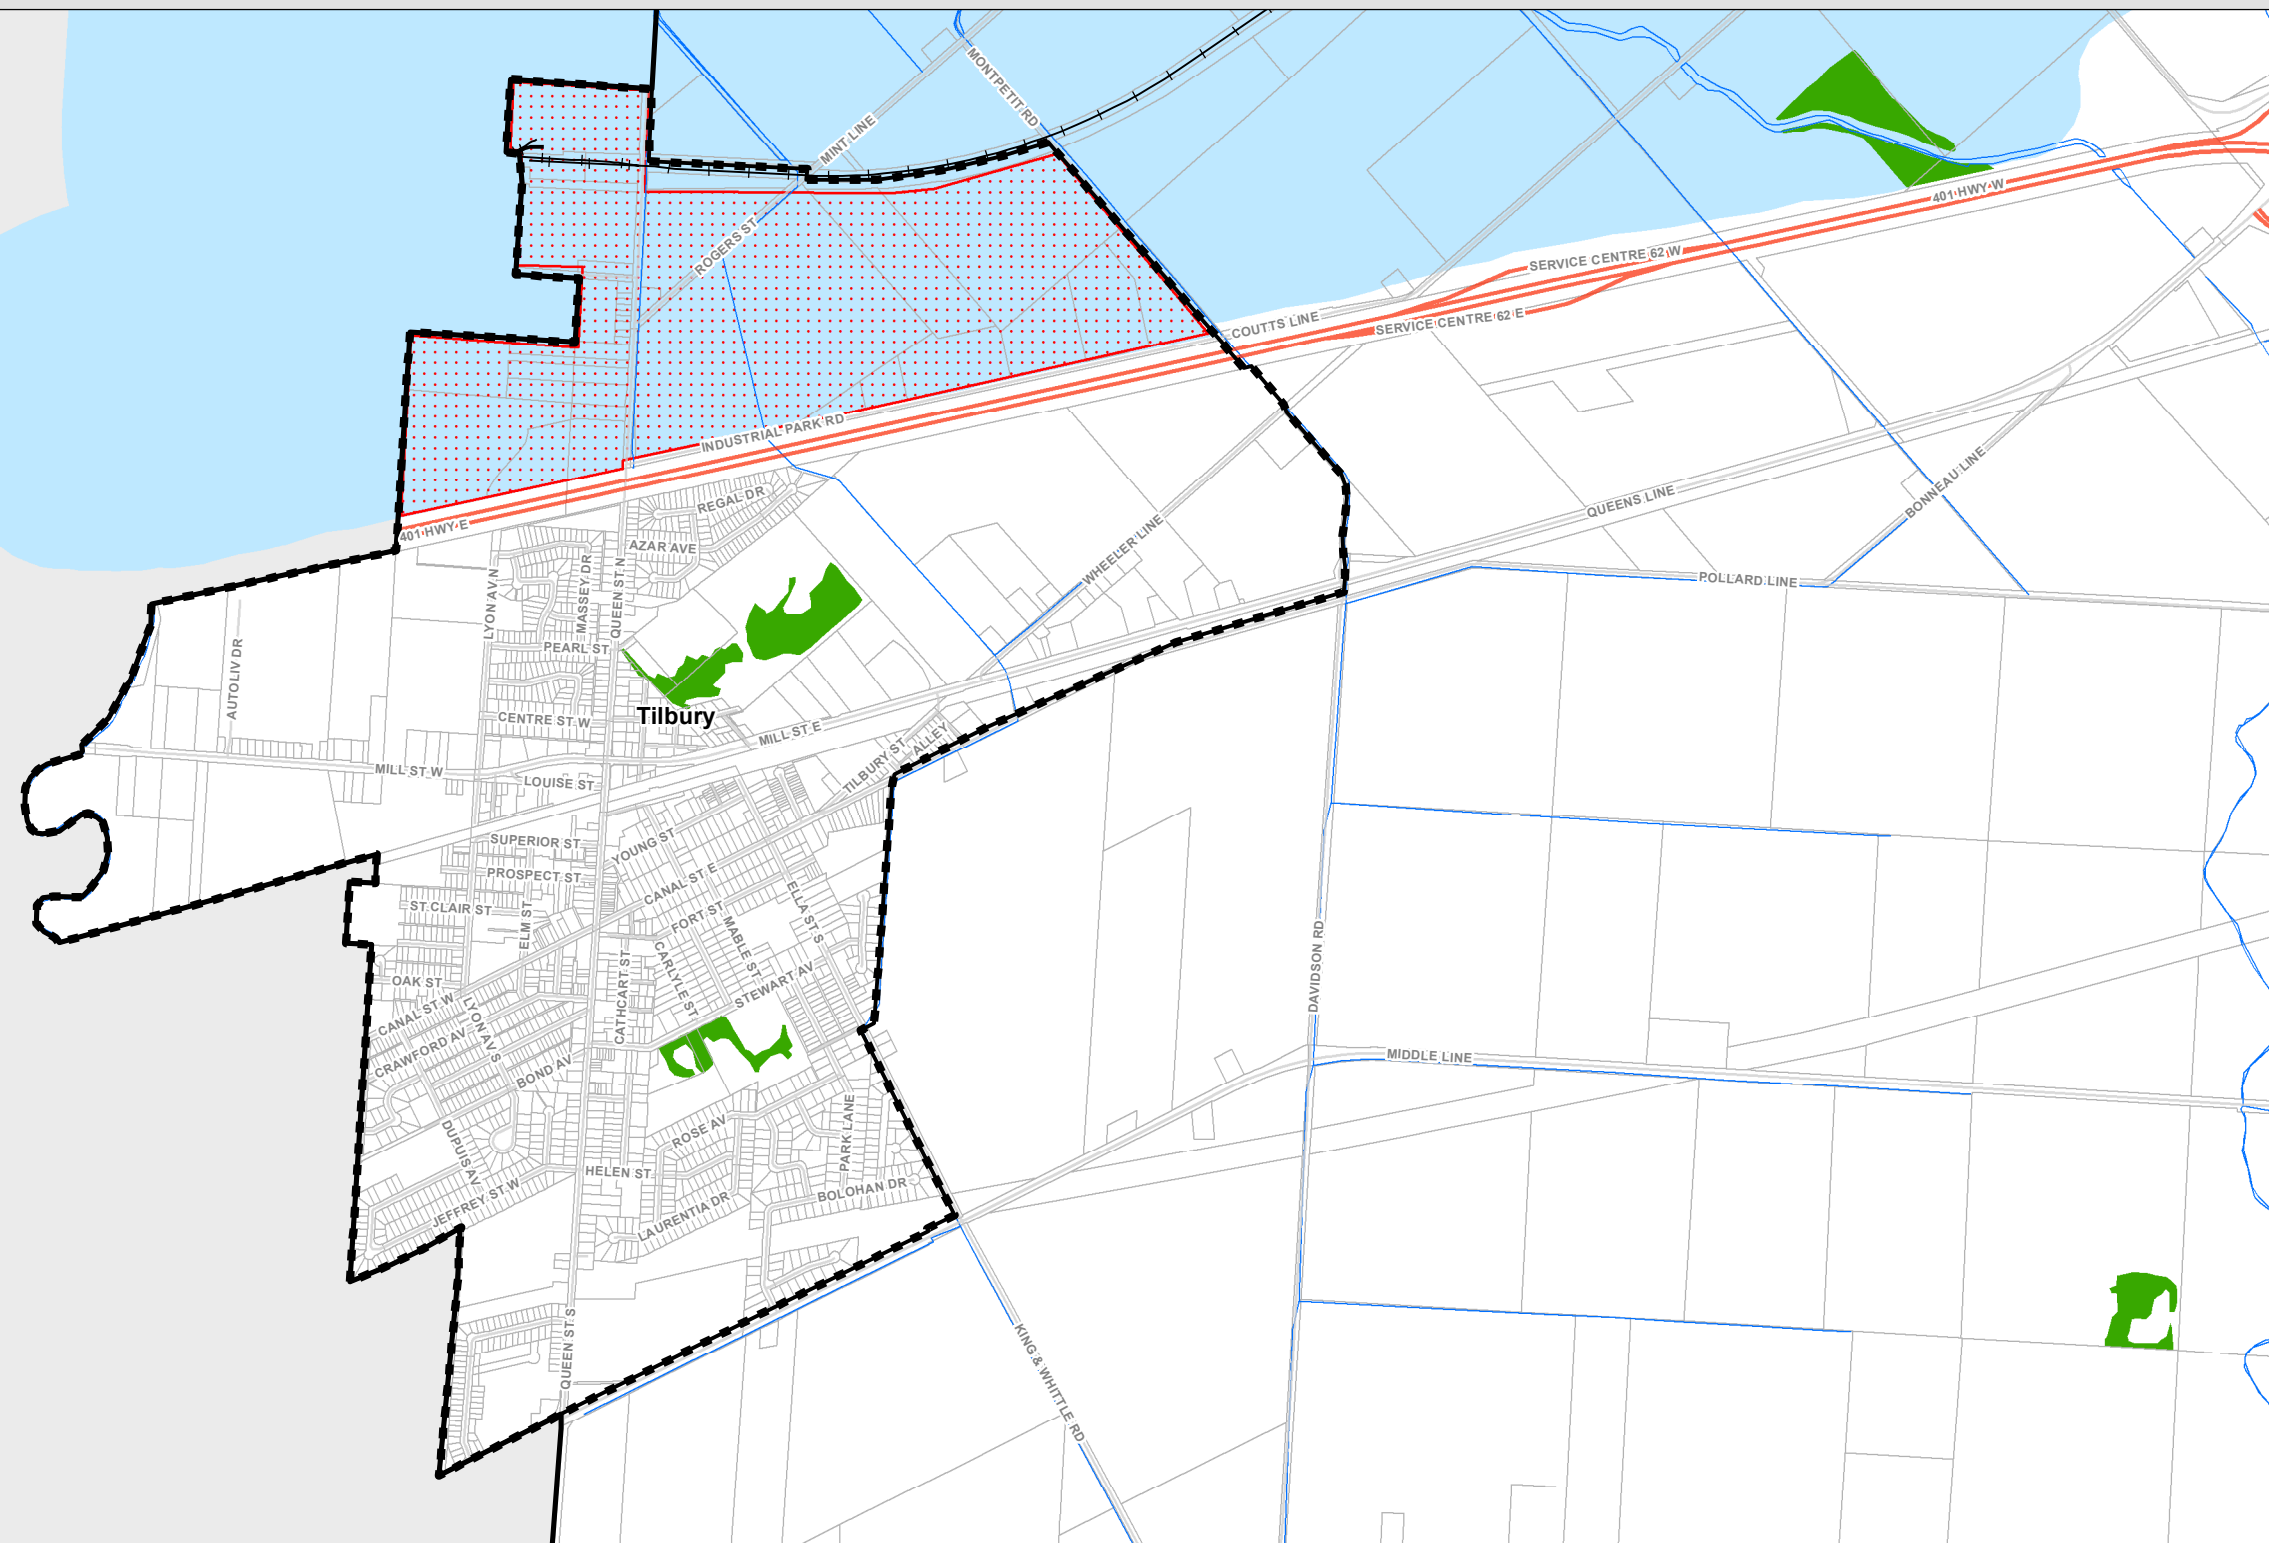 MONTPETIT RD
MINT LINE
401 HWY W
ROGERS ST
SERVICE CENTRE 62 W
COUTTS LINE
SERVICE CENTRE 62 E
INDUSTRIAL PARK RD
401 HWY E
REGAL DR
QUEENS LINE
BONNEAU LINE
AZAR AVE
WHEELER LINE
LYON AV N
MASSEY DR
QUEEN ST N
POLLARD LINE
PEARL ST
AUTOLIV DR
CENTRE ST W
Tilbury
MILL ST E
TILBURY ST
ALLEY
MILL ST W
LOUISE ST
SUPERIOR ST
YOUNG ST
PROSPECT ST
CANAL ST E
ST CLAIR ST
ELM ST
FORT ST
ELLA ST S
MABLE ST
CARLYLE ST
CATHCART ST
STEWART AV
DAVIDSON RD
OAK ST
CANAL ST W
LYON AV S
CRAWFORD AV
BOND AV
MIDDLE LINE
ROSE AV
PARK LANE
DUPUIS AV
HELEN ST
BOLOHAN DR
JEFFREY ST W
LAURENTIA DR
QUEEN ST S
KING & WHITTLE RD